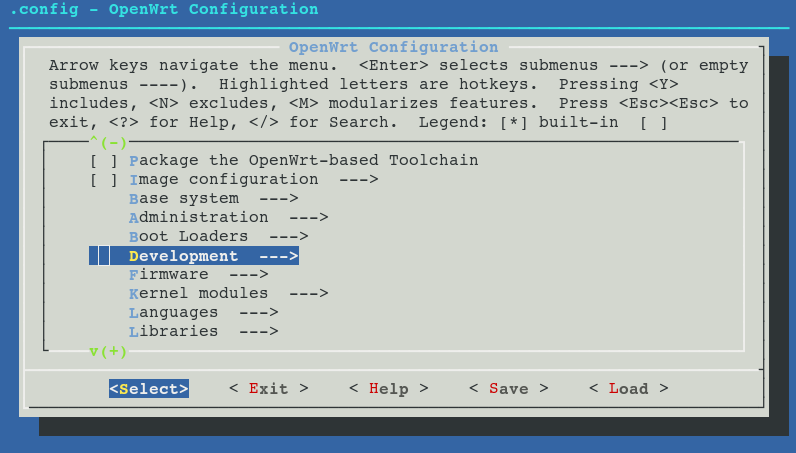 .config - OpenWrt Configuration
OpenWrt Configuration
Arrow keys navigate the menu.  <Enter> selects submenus ---> (or empty
submenus ----).  Highlighted letters are hotkeys.  Pressing <Y>
includes, <N> excludes, <M> modularizes features.  Press <Esc><Esc> to
exit, <?> for Help, </> for Search.  Legend: [*] built-in  [ ]
^(-)
[ ] Package the OpenWrt-based Toolchain
[ ] Image configuration  --->
Base system  --->
Administration  --->
Boot Loaders  --->
Development  --->
Firmware  --->
Kernel modules  --->
Languages  --->
Libraries  --->
v(+)
<Select>    < Exit >    < Help >    < Save >    < Load >